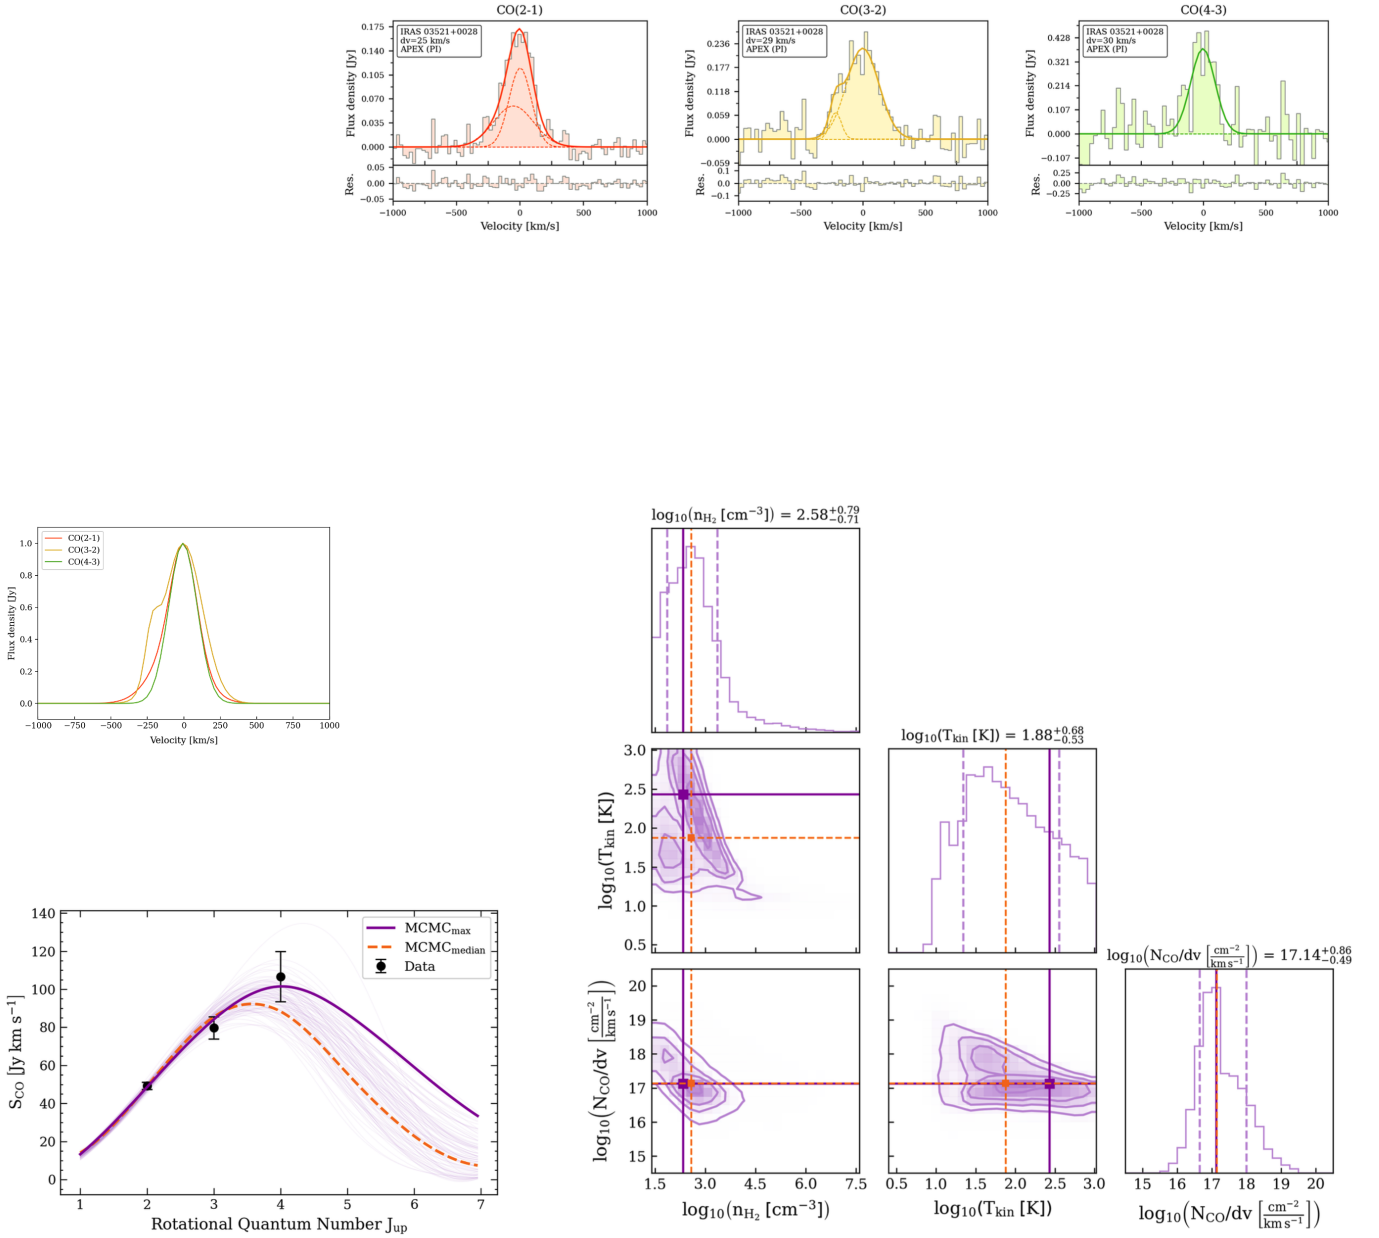 CO(2-1)
IRAS 03521+0028
dv=25 km/s
APEX (PI)
Flux density [Jy]
0.175
0.140
0.105
0.070
0.035
0.000
Res.
0.05
0.00
−0.05
−1000 −500 0 500 1000
Velocity [km/s]
CO(3-2)
IRAS 03521+0028
dv=29 km/s
APEX (PI)
Flux density [Jy]
0.236
0.177
0.118
0.059
0.000
−0.059
Res.
0.1
0.0
−0.1
−1000 −500 0 500 1000
Velocity [km/s]
CO(4-3)
IRAS 03521+0028
dv=30 km/s
APEX (PI)
Flux density [Jy]
0.428
0.321
0.214
0.107
0.000
−0.107
Res.
0.25
0.00
−0.25
−1000 −500 0 500 1000
Velocity [km/s]
CO(2-1)
CO(3-2)
CO(4-3)
Flux density [Jy]
1.0
0.8
0.6
0.4
0.2
0.0
−1000 −750 −500 −250 0 250 500 750 1000
Velocity [km/s]
MCMC_max
MCMC_median
Data
S_CO [Jy km s⁻¹]
140
120
100
80
60
40
20
0
1 2 3 4 5 6 7
Rotational Quantum Number J_up
log₁₀(n_H₂ [cm⁻³]) = 2.58 +0.79 −0.71
log₁₀(T_kin [K])
3.0
2.5
2.0
1.5
1.0
0.5
log₁₀(T_kin [K]) = 1.88 +0.68 −0.53
log₁₀(N_CO/dv [cm⁻²/km s⁻¹])
20
19
18
17
16
15
1.5 3.0 4.5 6.0 7.5
log₁₀(n_H₂ [cm⁻³])
0.5 1.0 1.5 2.0 2.5 3.0
log₁₀(T_kin [K])
log₁₀(N_CO/dv [cm⁻²/km s⁻¹]) = 17.14 +0.86 −0.49
15 16 17 18 19 20
log₁₀(N_CO/dv [cm⁻²/km s⁻¹])